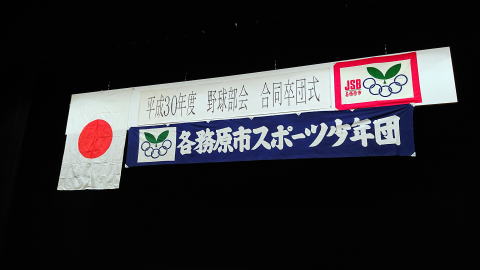 平成30年度 野球部会 合同卒団式
JSB
各務原市スポーツ少年団